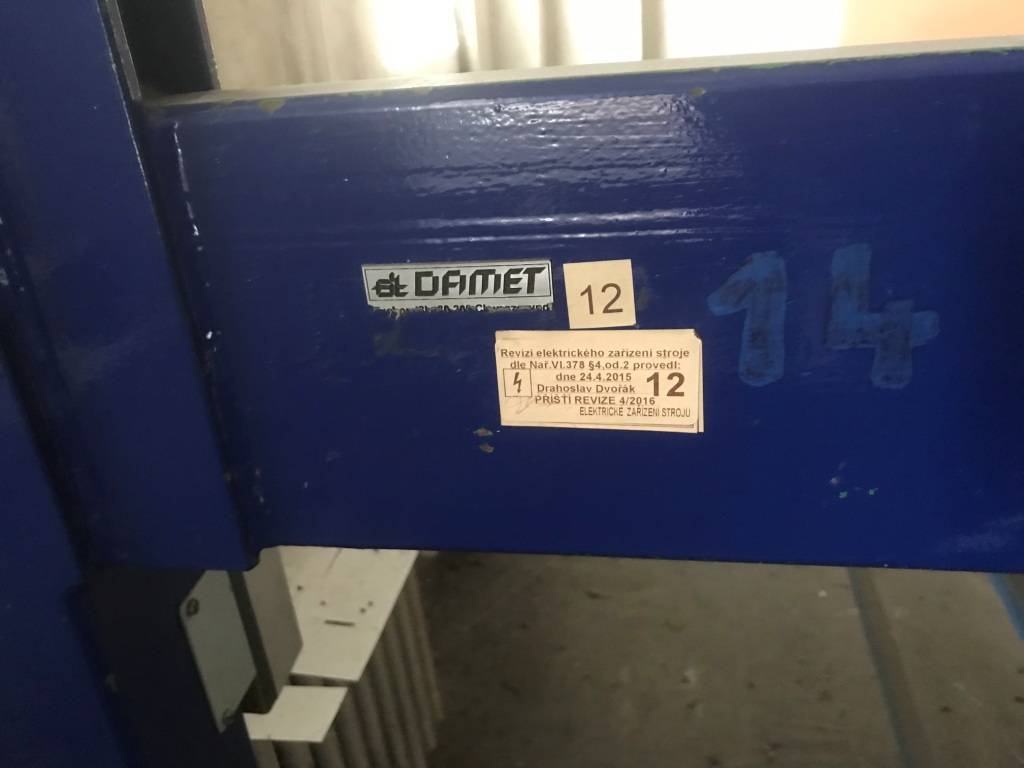 DAMET
12
14
Revizi elektrického zařízení stroje
dle Nař.Vl.378 §4,od.2 provedl:
dne 24.4.2015
Drahoslav Dvořák 12
PŘÍŠTÍ REVIZE 4/2016
ELEKTRICKÉ ZAŘÍZENÍ STROJŮ